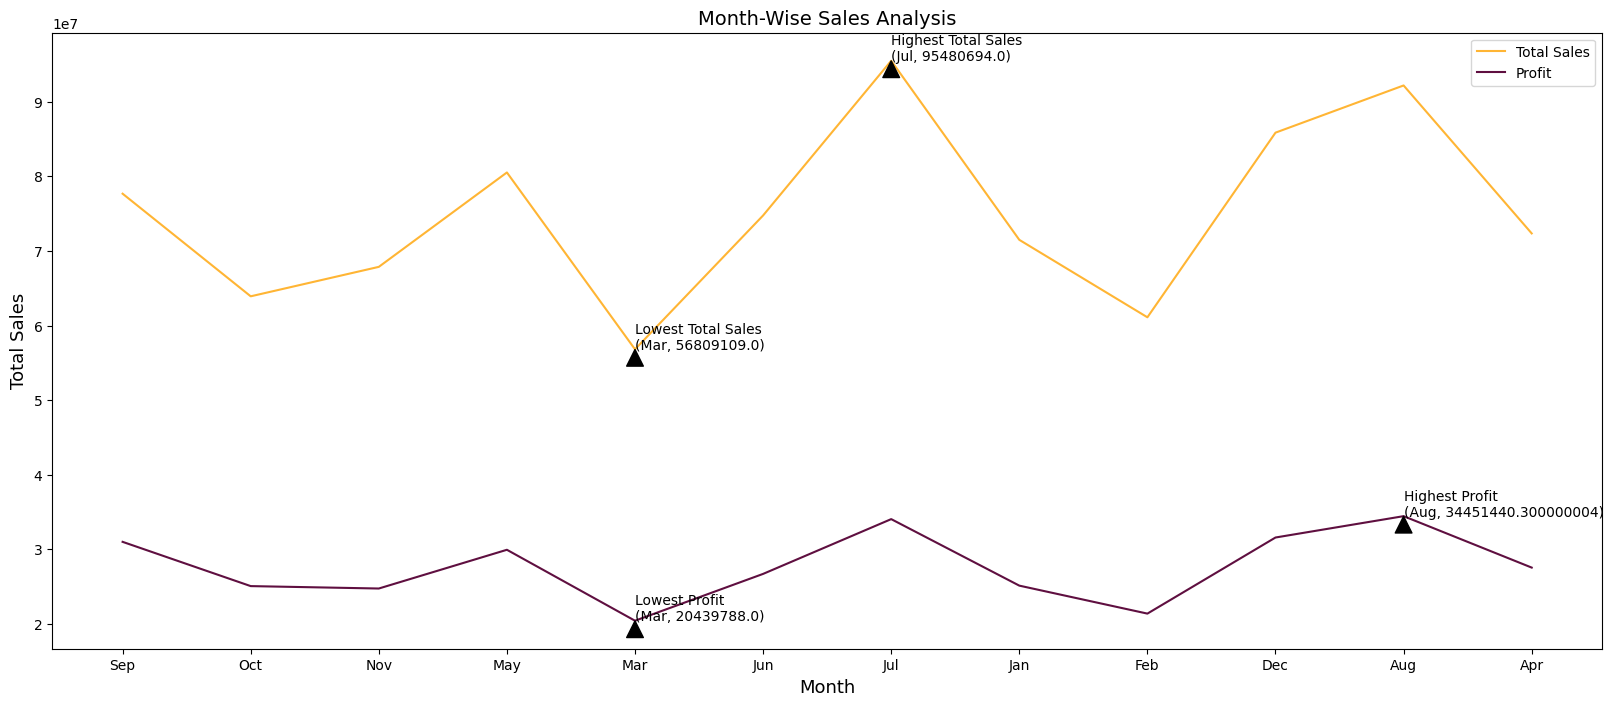 Month-Wise Sales Analysis
1e7
Highest Total Sales
(Jul, 95480694.0)
Total Sales
Profit
9
8
7
6
5
4
3
2
Total Sales
Lowest Total Sales
(Mar, 56809109.0)
Highest Profit
(Aug, 34451440.300000004)
Lowest Profit
(Mar, 20439788.0)
Sep Oct Nov May Mar Jun Jul Jan Feb Dec Aug Apr
Month